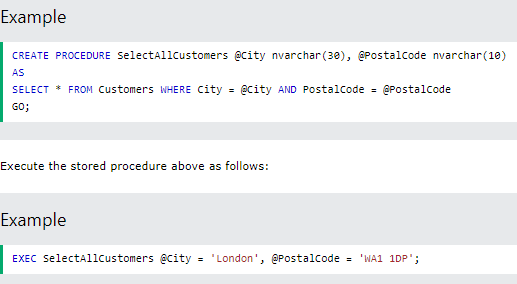 Example
CREATE PROCEDURE SelectAllCustomers @City nvarchar(30), @PostalCode nvarchar(10)
AS
SELECT * FROM Customers WHERE City = @City AND PostalCode = @PostalCode
GO;
Execute the stored procedure above as follows:
Example
EXEC SelectAllCustomers @City = 'London', @PostalCode = 'WA1 1DP';